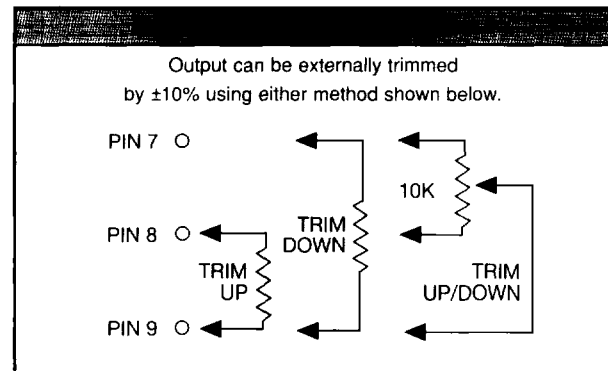 Output can be externally trimmed
by ±10% using either method shown below.
PIN 7
10K
PIN 8
TRIM
DOWN
TRIM
UP
TRIM
UP/DOWN
PIN 9